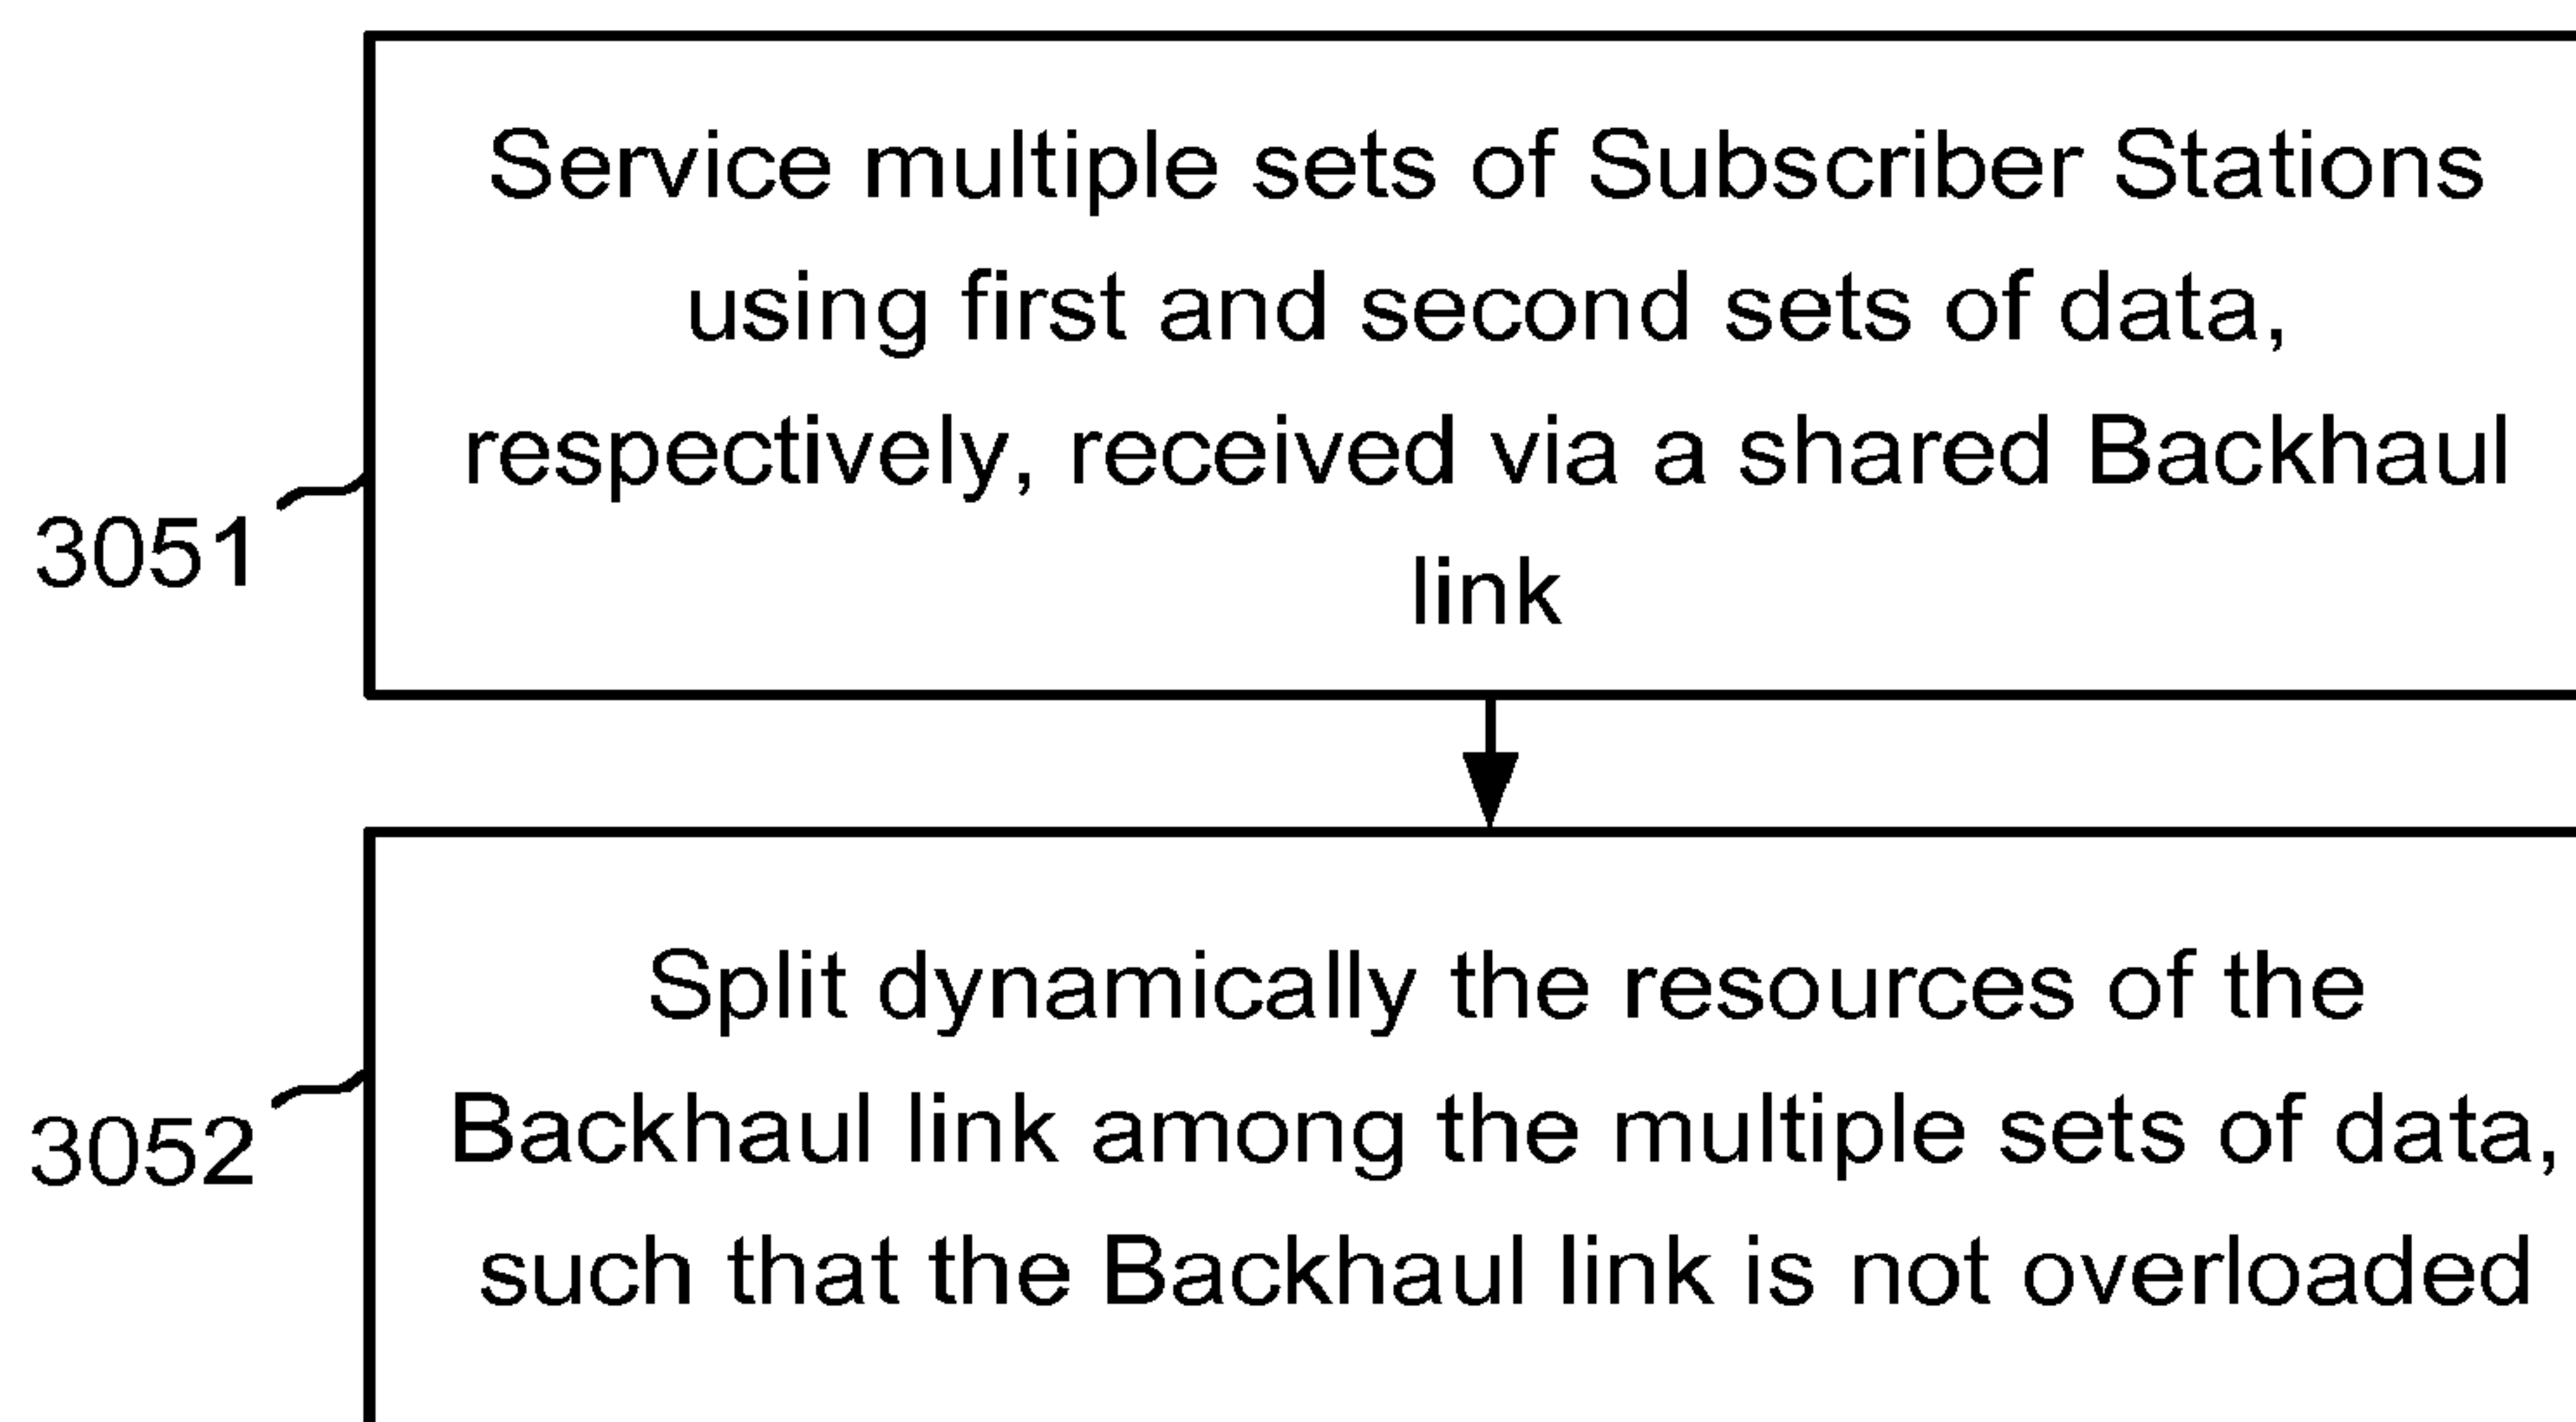 Service multiple sets of Subscriber Stations
using first and second sets of data,
respectively, received via a shared Backhaul
link
3051
Split dynamically the resources of the
Backhaul link among the multiple sets of data,
such that the Backhaul link is not overloaded
3052